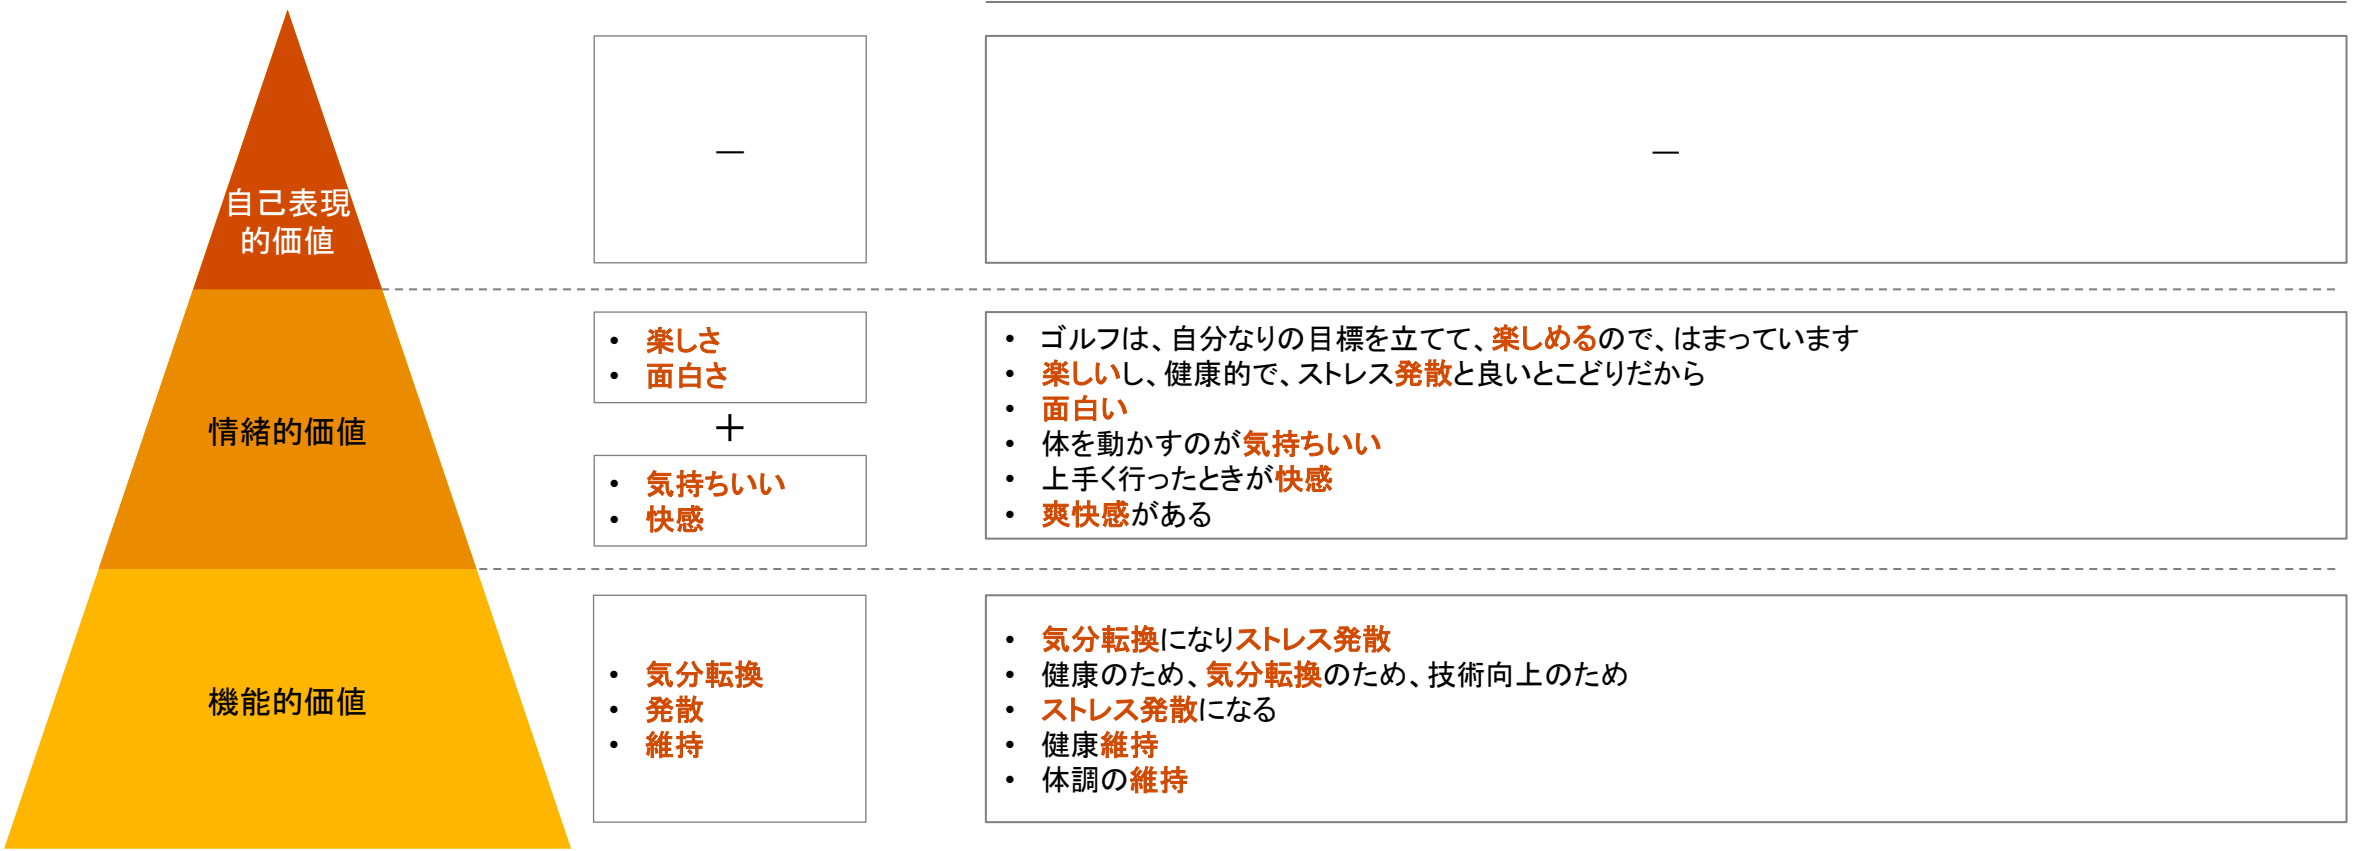 自己表現
的価値
－
－
情緒的価値
• 楽しさ
• 面白さ
＋
• 気持ちいい
• 快感
• ゴルフは、自分なりの目標を立てて、楽しめるので、はまっています
• 楽しいし、健康的で、ストレス発散と良いとこどりだから
• 面白い
• 体を動かすのが気持ちいい
• 上手く行ったときが快感
• 爽快感がある
機能的価値
• 気分転換
• 発散
• 維持
• 気分転換になりストレス発散
• 健康のため、気分転換のため、技術向上のため
• ストレス発散になる
• 健康維持
• 体調の維持